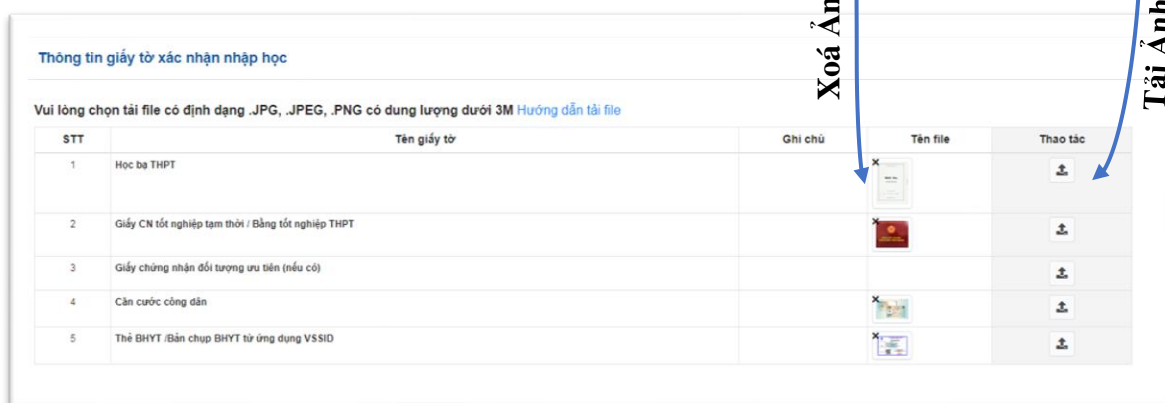 Xoá Ản
Tải Ảnh
Thông tin giấy tờ xác nhận nhập học
Vui lòng chọn tải file có định dạng .JPG, .JPEG, .PNG có dung lượng dưới 3M Hướng dẫn tải file
STT Tên giấy tờ Ghi chú Tên file Thao tác
1 Học bạ THPT
2 Giấy CN tốt nghiệp tạm thời / Bằng tốt nghiệp THPT
3 Giấy chứng nhận đối tượng ưu tiên (nếu có)
4 Căn cước công dân
5 Thẻ BHYT /Bản chụp BHYT từ ứng dụng VSSID